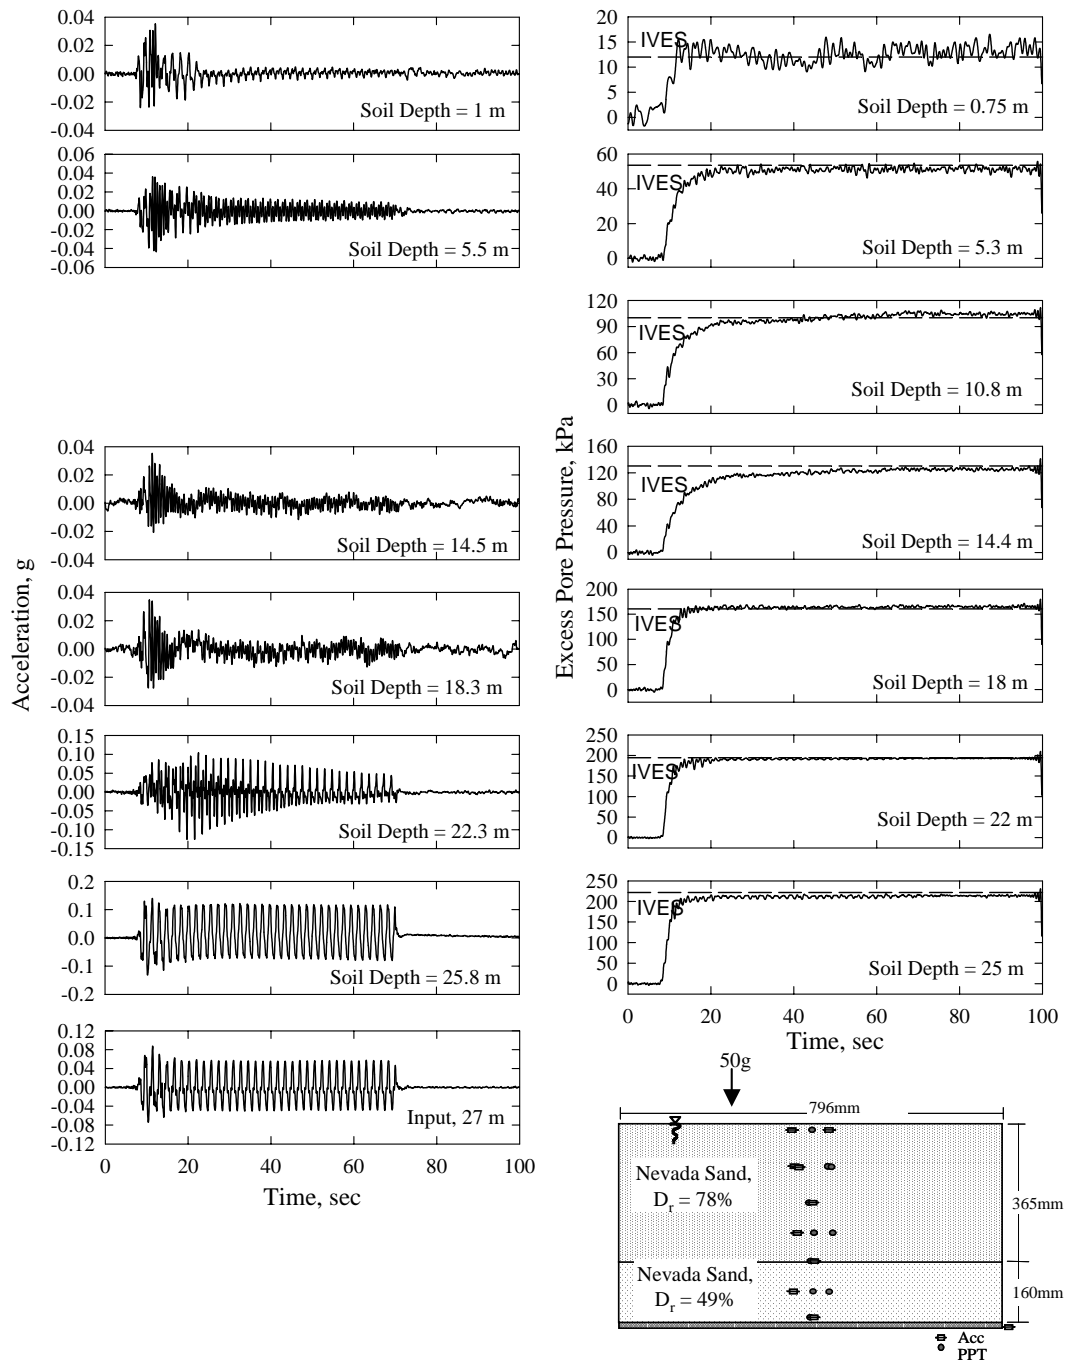 0.04
0.02
0.00
-0.02
-0.04
Soil Depth = 1 m
0.06
0.04
0.02
0.00
-0.02
-0.04
-0.06
Soil Depth = 5.5 m
0.04
0.02
0.00
-0.02
-0.04
Soil Depth = 14.5 m
0.04
0.02
0.00
-0.02
-0.04
Soil Depth = 18.3 m
0.15
0.10
0.05
0.00
-0.05
-0.10
-0.15
Soil Depth = 22.3 m
0.2
0.1
0.0
-0.1
-0.2
Soil Depth = 25.8 m
0.12
0.08
0.04
0.00
-0.04
-0.08
-0.12
Input, 27 m
0 20 40 60 80 100
Time, sec
Acceleration, g
20
15
10
5
0
IVES
Soil Depth = 0.75 m
60
40
20
0
IVES
Soil Depth = 5.3 m
120
90
60
30
0
IVES
Soil Depth = 10.8 m
160
120
80
40
0
IVES
Soil Depth = 14.4 m
200
150
100
50
0
IVES
Soil Depth = 18 m
250
200
150
100
50
0
IVES
Soil Depth = 22 m
250
200
150
100
50
0
IVES
Soil Depth = 25 m
0 20 40 60 80 100
Time, sec
Excess Pore Pressure, kPa
50g
796mm
Nevada Sand,
Dr = 78%
365mm
Nevada Sand,
Dr = 49%
160mm
Acc
PPT